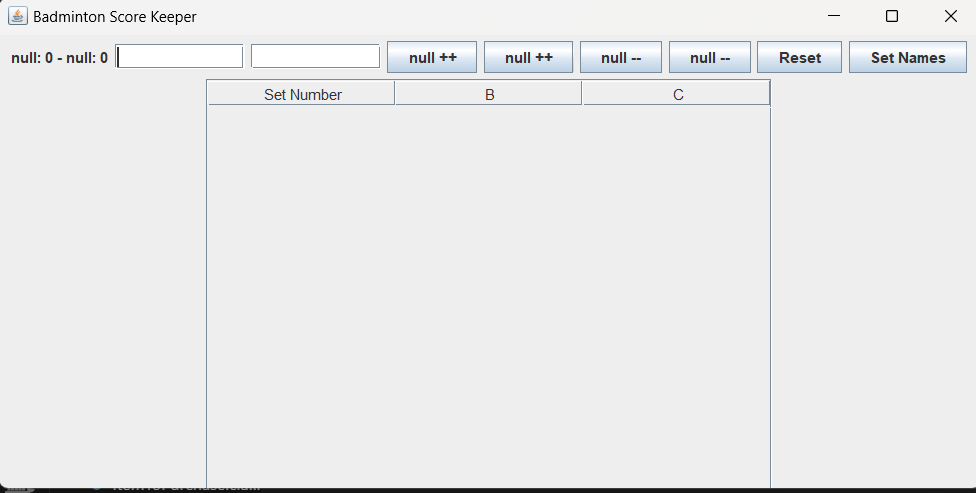 Badminton Score Keeper
null: 0 - null: 0 null ++ null ++ null -- null -- Reset Set Names
Set Number B C